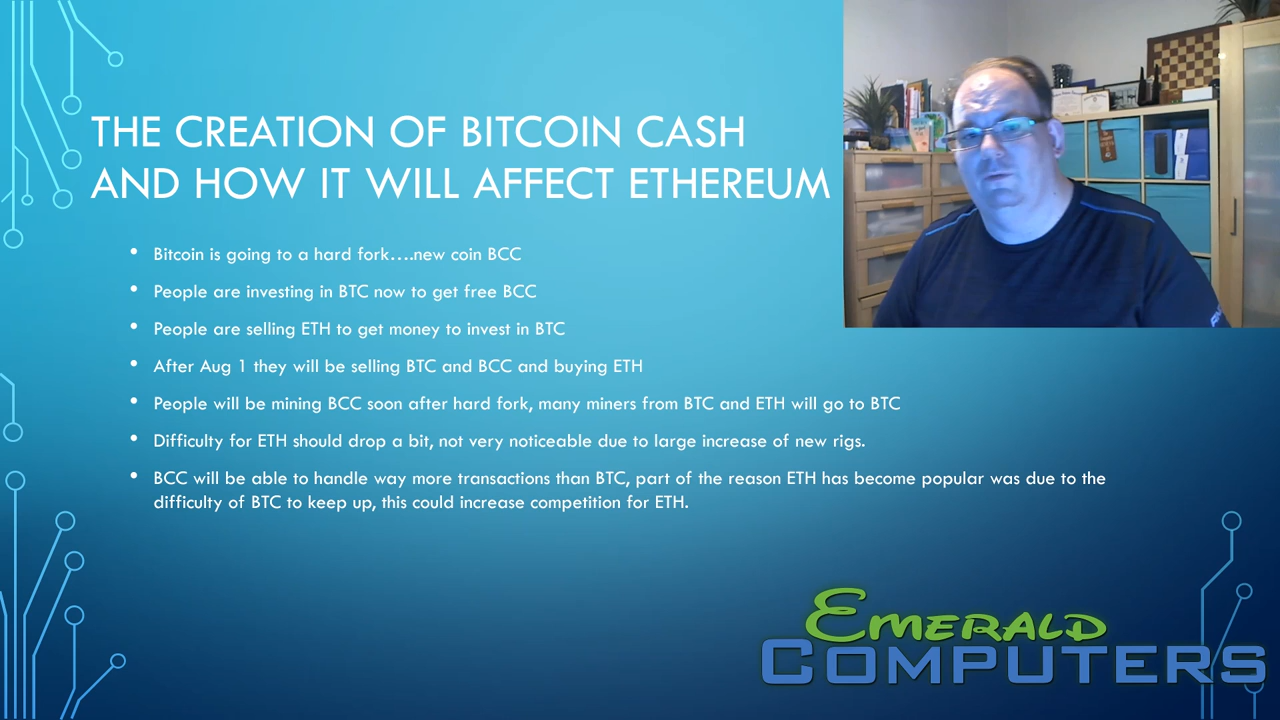 THE CREATION OF BITCOIN CASH
AND HOW IT WILL AFFECT ETHEREUM
• Bitcoin is going to a hard fork....new coin BCC
• People are investing in BTC now to get free BCC
• People are selling ETH to get money to invest in BTC
• After Aug 1 they will be selling BTC and BCC and buying ETH
• People will be mining BCC soon after hard fork, many miners from BTC and ETH will go to BTC
• Difficulty for ETH should drop a bit, not very noticeable due to large increase of new rigs.
• BCC will be able to handle way more transactions than BTC, part of the reason ETH has become popular was due to the
difficulty of BTC to keep up, this could increase competition for ETH.
EMERALD
COMPUTERS